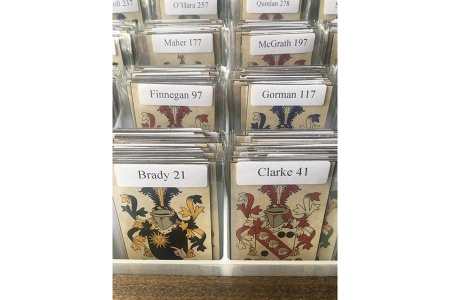 O'Hara 257
Quinlan 278
Maher 177
McGrath 197
Finnegan 97
Gorman 117
Brady 21
Clarke 41